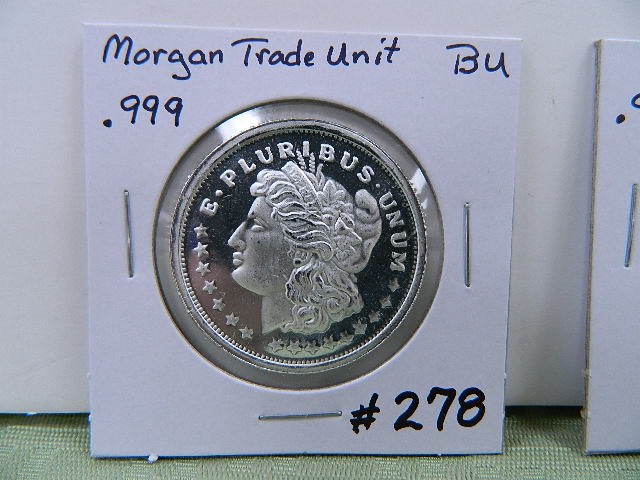 Morgan Trade Unit BU
.999
E·PLURIBUS·UNUM
#278